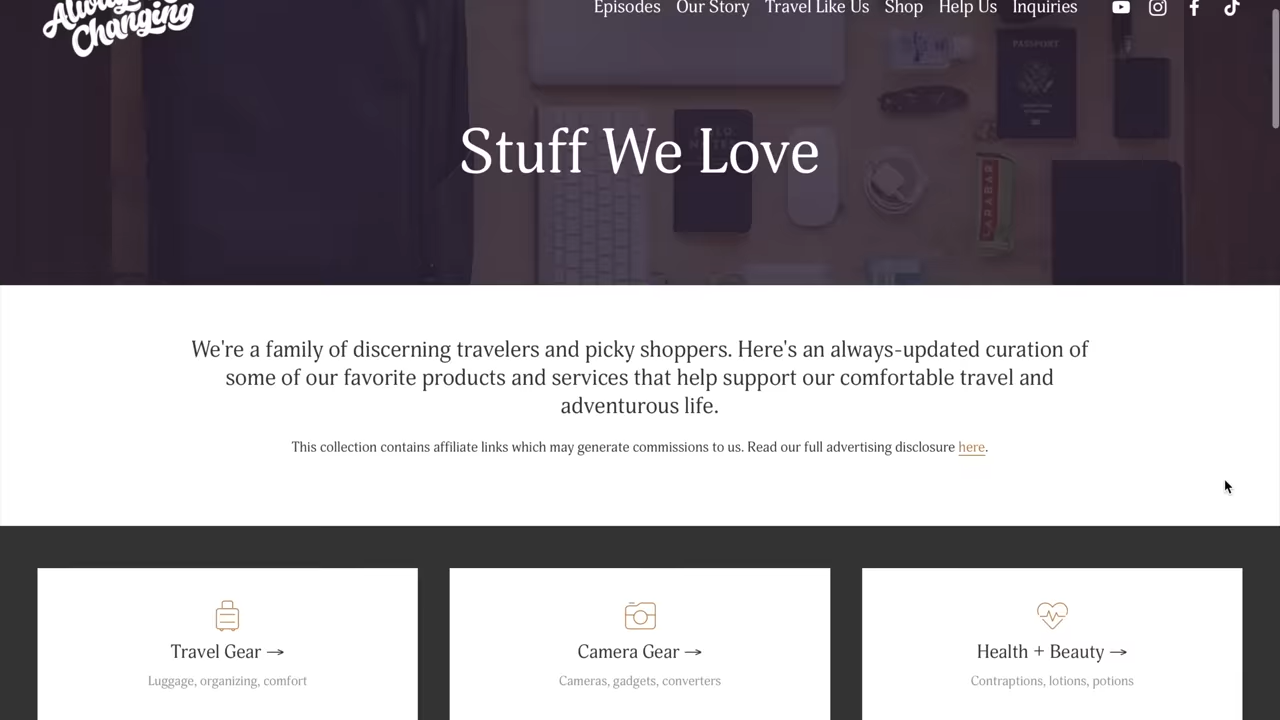 Always
Changing
Episodes Our Story Travel Like Us Shop Help Us Inquiries
PASSPORT
Stuff We Love
LARABAR
We're a family of discerning travelers and picky shoppers. Here's an always-updated curation of
some of our favorite products and services that help support our comfortable travel and
adventurous life.
This collection contains affiliate links which may generate commissions to us. Read our full advertising disclosure here.
Travel Gear →
Camera Gear →
Health + Beauty →
Luggage, organizing, comfort
Cameras, gadgets, converters
Contraptions, lotions, potions